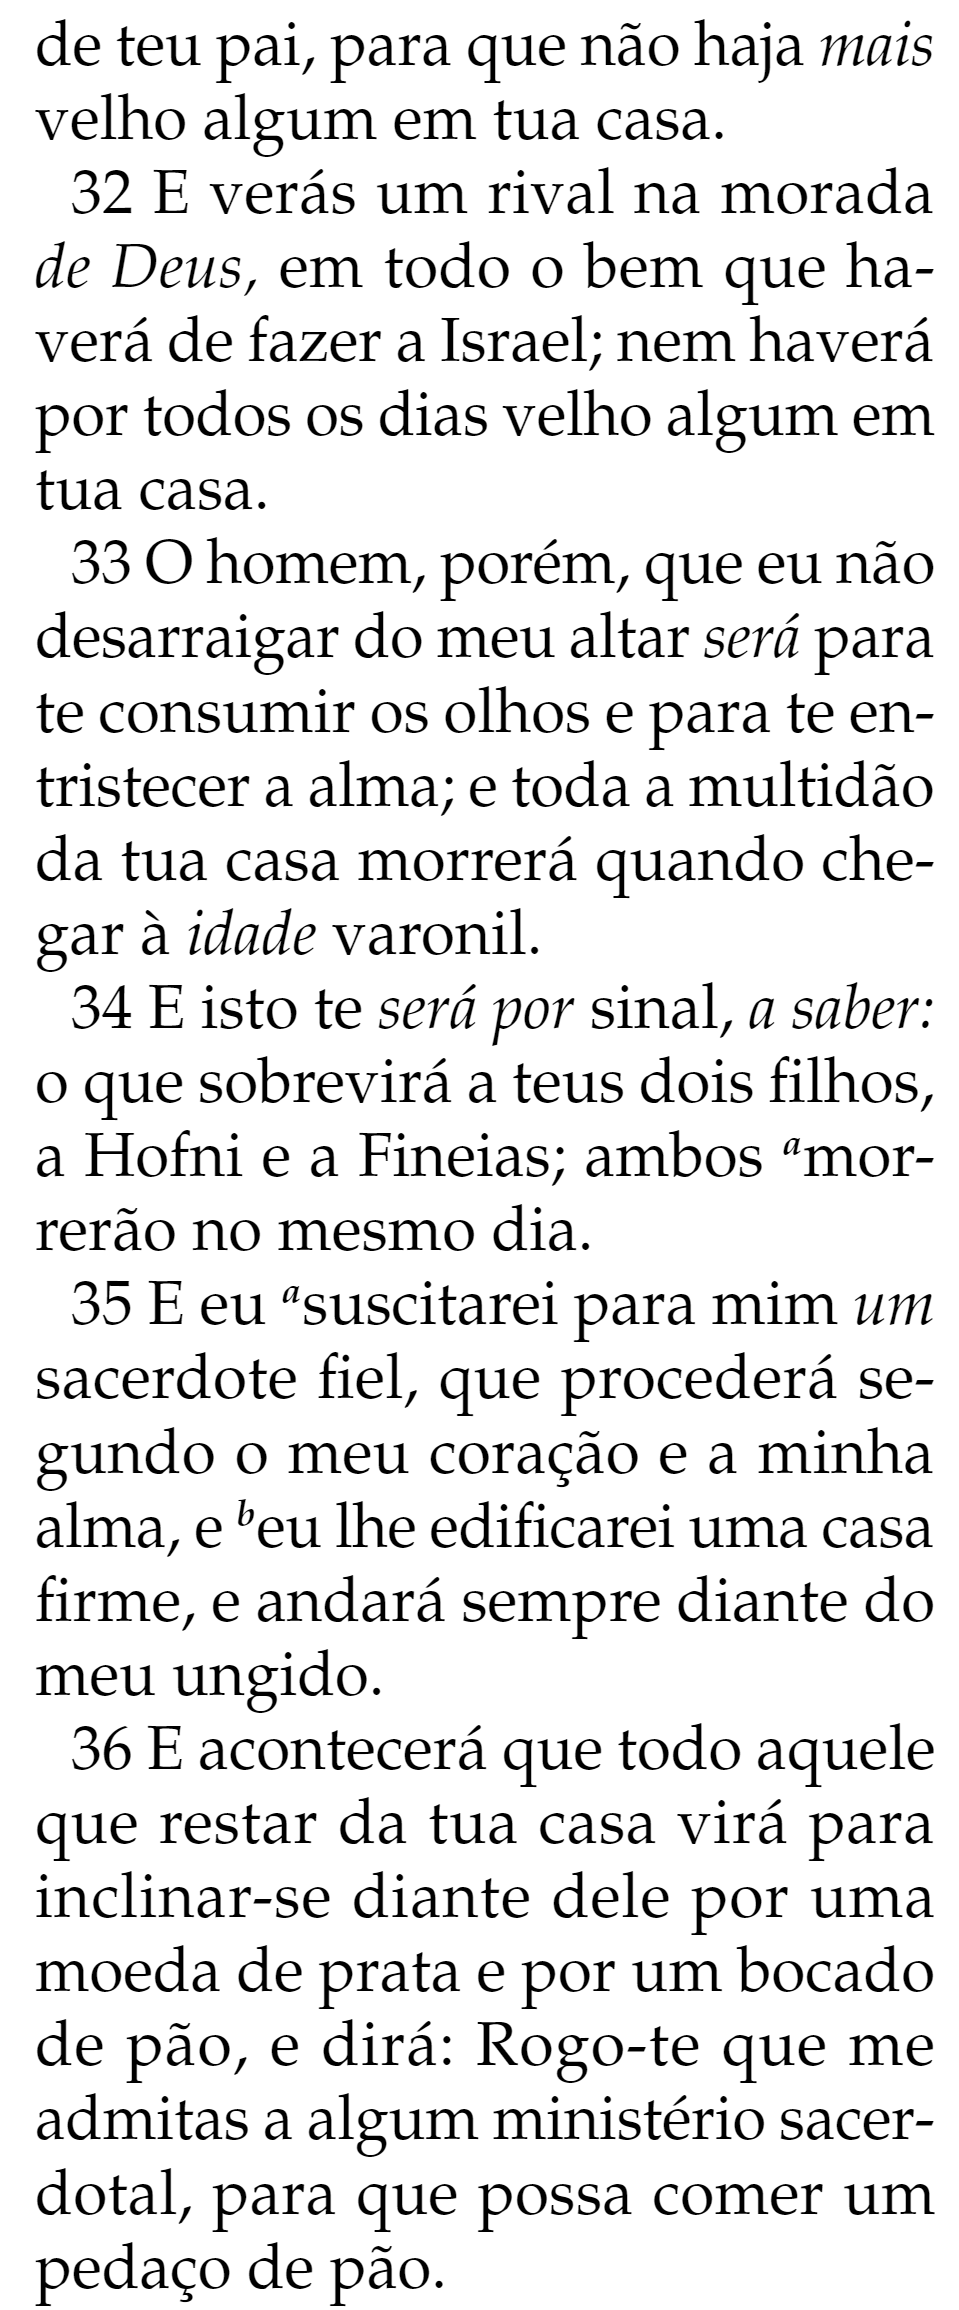 de teu pai, para que não haja mais
velho algum em tua casa.
32 E verás um rival na morada
de Deus, em todo o bem que ha-
verá de fazer a Israel; nem haverá
por todos os dias velho algum em
tua casa.
33 O homem, porém, que eu não
desarraigar do meu altar será para
te consumir os olhos e para te en-
tristecer a alma; e toda a multidão
da tua casa morrerá quando che-
gar à idade varonil.
34 E isto te será por sinal, a saber:
o que sobrevirá a teus dois filhos,
a Hofni e a Fineias; ambos ᵃmor-
rerão no mesmo dia.
35 E eu ᵃsuscitarei para mim um
sacerdote fiel, que procederá se-
gundo o meu coração e a minha
alma, e ᵇeu lhe edificarei uma casa
firme, e andará sempre diante do
meu ungido.
36 E acontecerá que todo aquele
que restar da tua casa virá para
inclinar-se diante dele por uma
moeda de prata e por um bocado
de pão, e dirá: Rogo-te que me
admitas a algum ministério sacer-
dotal, para que possa comer um
pedaço de pão.